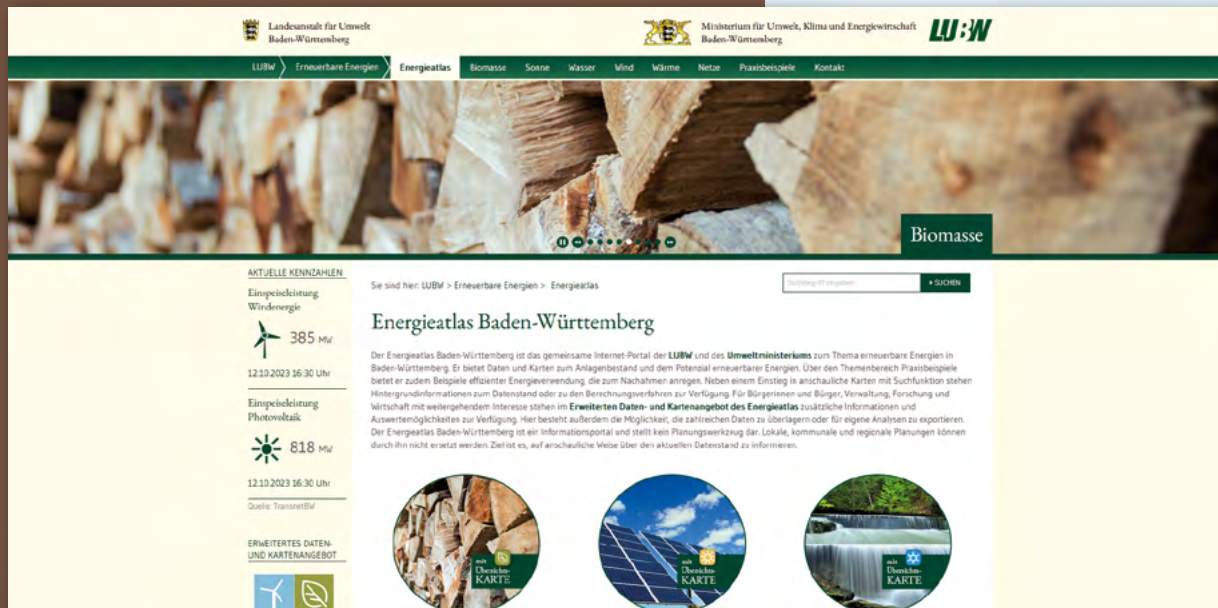 Landesanstalt für Umwelt
Baden-Württemberg
Ministerium für Umwelt, Klima und Energiewirtschaft
Baden-Württemberg
LUBW
LUBW
Erneuerbare Energien
Energieatlas
Biomasse
Sonne
Wasser
Wind
Wärme
Netze
Praxisbeispiele
Kontakt
Biomasse
AKTUELLE KENNZAHLEN
Einspeiseleistung
Windenergie
385 MW
12.10.2023 16:30 Uhr
Einspeiseleistung
Photovoltaik
818 MW
12.10.2023 16:30 Uhr
Quelle: TransnetBW
ERWEITERTES DATEN-
UND KARTENANGEBOT
Sie sind hier: LUBW > Erneuerbare Energien > Energieatlas
Suchbegriff eingeben
SUCHEN
Energieatlas Baden-Württemberg
Der Energieatlas Baden-Württemberg ist das gemeinsame Internet-Portal der LUBW und des Umweltministeriums zum Thema erneuerbare Energien in
Baden-Württemberg. Er bietet Daten und Karten zum Anlagenbestand und dem Potenzial erneuerbarer Energien. Über den Themenbereich Praxisbeispiele
bietet er zudem Beispiele effizienter Energieverwendung, die zum Nachahmen anregen. Neben einem Einstieg in anschauliche Karten mit Suchfunktion stehen
Hintergrundinformationen zum Datenstand oder zu den Berechnungsverfahren zur Verfügung. Für Bürgerinnen und Bürger, Verwaltung, Forschung und
Wirtschaft mit weitergehendem Interesse stehen im Erweiterten Daten- und Kartenangebot des Energieatlas zusätzliche Informationen und
Auswertemöglichkeiten zur Verfügung. Hier besteht außerdem die Möglichkeit, die zahlreichen Daten zu überlagern oder für eigene Analysen zu exportieren.
Der Energieatlas Baden-Württemberg ist ein Informationsportal und stellt kein Planungswerkzeug dar. Lokale, kommunale und regionale Planungen können
durch ihn nicht ersetzt werden. Ziel ist es, auf anschauliche Weise über den aktuellen Datenstand zu informieren.
mit
Übersichts-
KARTE
mit
Übersichts-
KARTE
mit
Übersichts-
KARTE